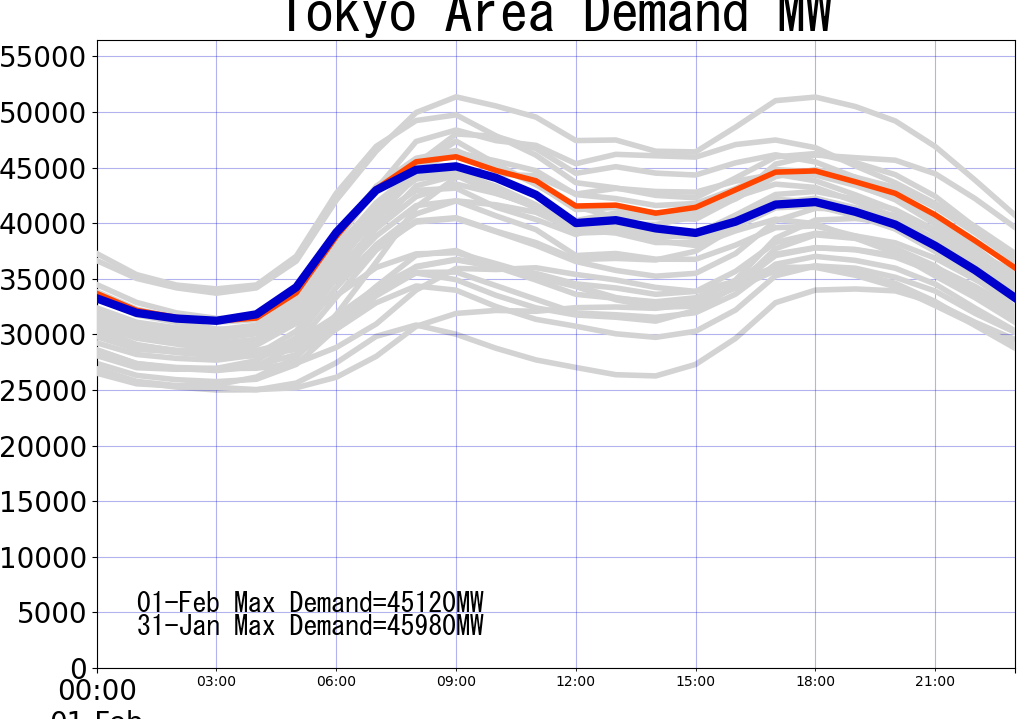 Tokyo Area Demand MW
55000
50000
45000
40000
35000
30000
25000
20000
15000
10000
5000
0
01-Feb Max Demand=45120MW
31-Jan Max Demand=45980MW
00:00 03:00 06:00 09:00 12:00 15:00 18:00 21:00
01-Feb